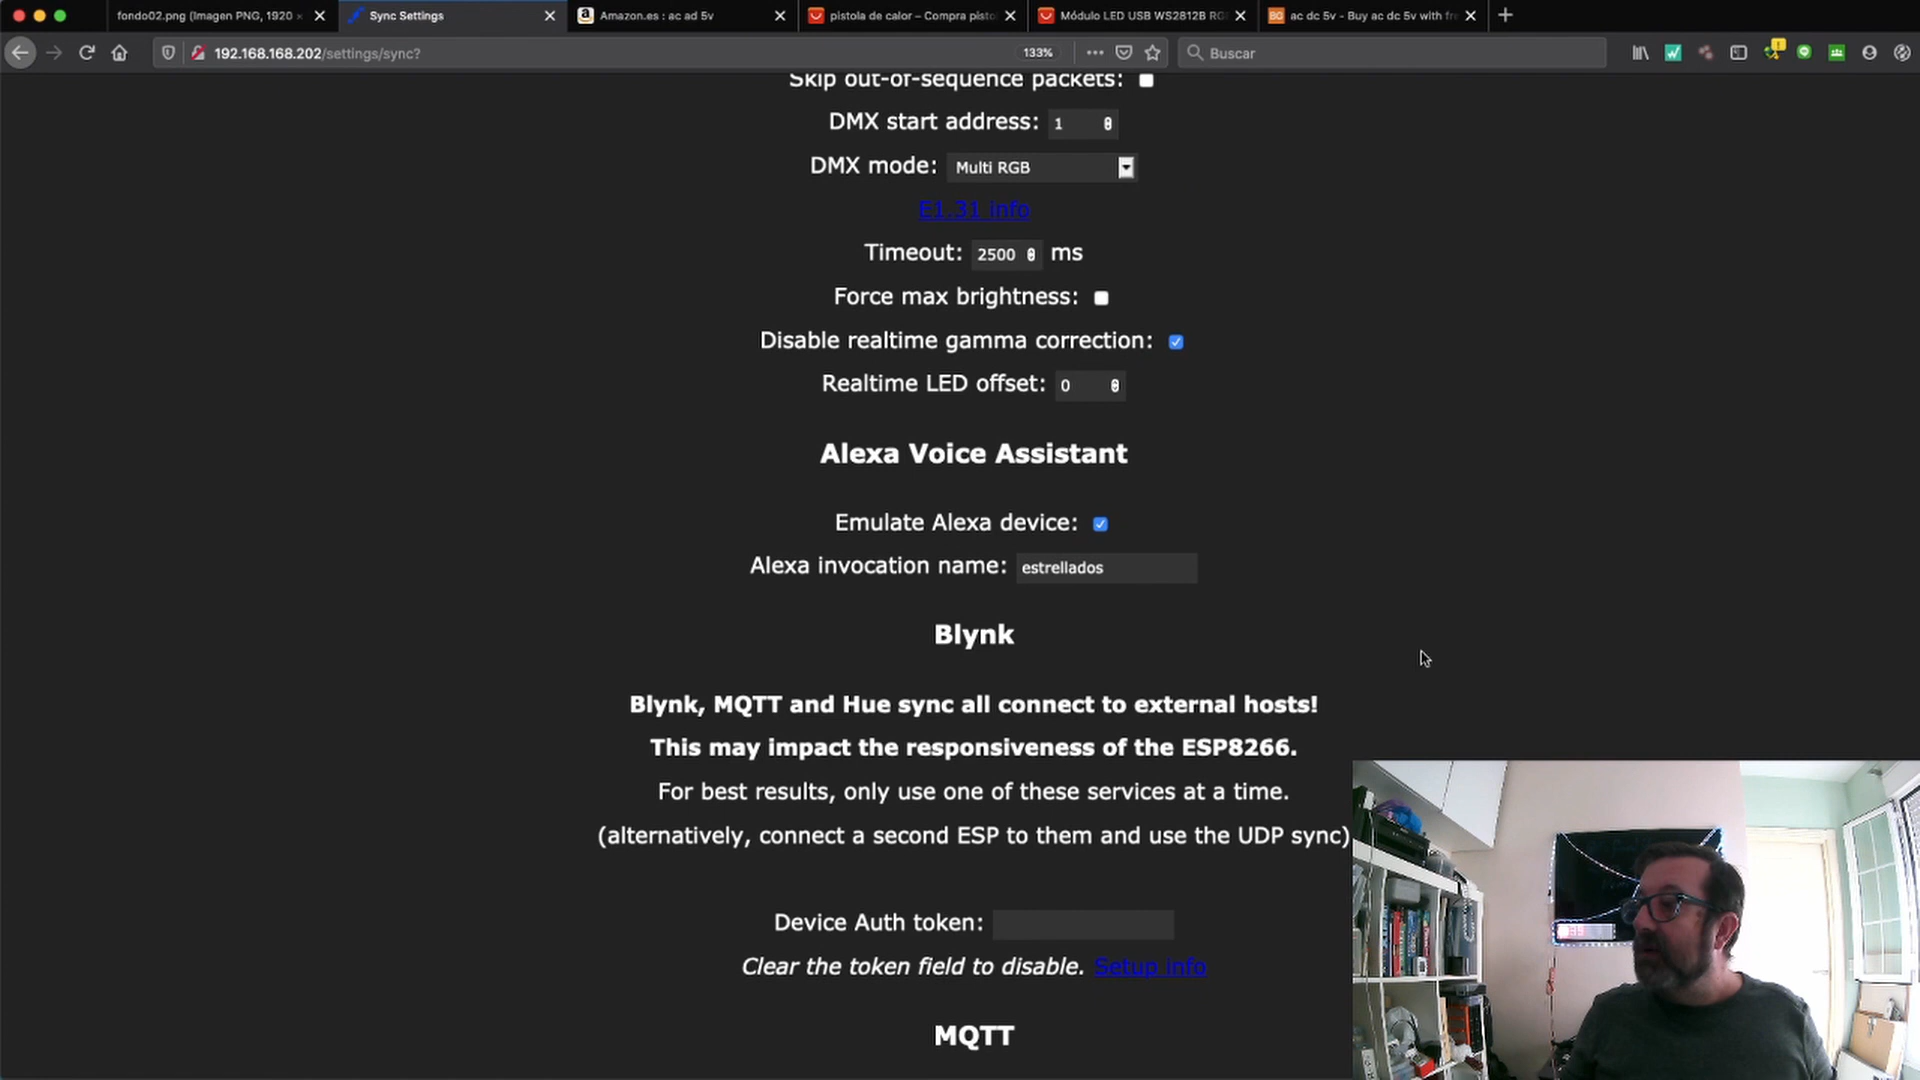 fondo02.png (Imagen PNG, 1920 ×
Sync Settings
Amazon.es : ac ad 5v
pistola de calor – Compra pisto
Módulo LED USB WS2812B RG
BG ac dc 5v - Buy ac dc 5v with fre
192.168.168.202/settings/sync?
133%
Buscar
Skip out-of-sequence packets:
DMX start address: 1
DMX mode: Multi RGB
E1.31 info
Timeout: 2500 ms
Force max brightness:
Disable realtime gamma correction:
Realtime LED offset: 0
Alexa Voice Assistant
Emulate Alexa device:
Alexa invocation name: estrellados
Blynk
Blynk, MQTT and Hue sync all connect to external hosts!
This may impact the responsiveness of the ESP8266.
For best results, only use one of these services at a time.
(alternatively, connect a second ESP to them and use the UDP sync)
Device Auth token:
Clear the token field to disable. Setup info
MQTT